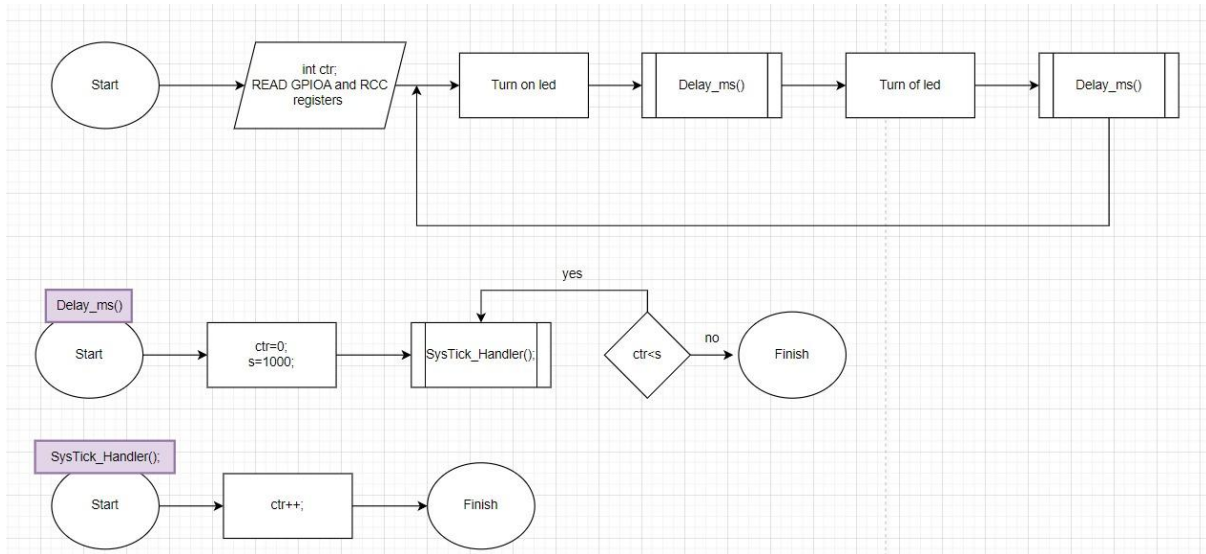 Start
int ctr;
READ GPIOA and RCC
registers
Turn on led
Delay_ms()
Turn of led
Delay_ms()
yes
Delay_ms()
Start
ctr=0;
s=1000;
SysTick_Handler();
ctr<s
no
Finish
SysTick_Handler();
Start
ctr++;
Finish